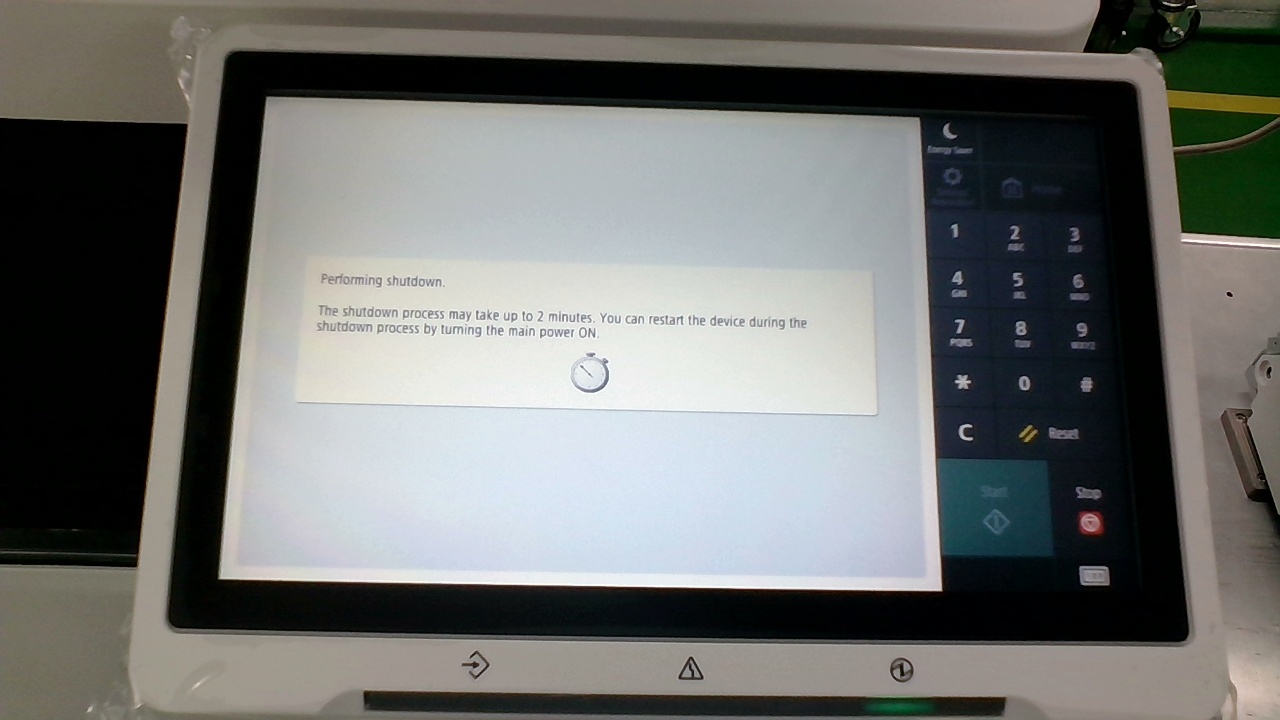 Performing shutdown.
The shutdown process may take up to 2 minutes. You can restart the device during the
shutdown process by turning the main power ON.
Energy Saver
Home
1
2
ABC
3
DEF
4
GHI
5
JKL
6
MNO
7
PQRS
8
TUV
9
WXYZ
*
0
#
C
Reset
Start
Stop